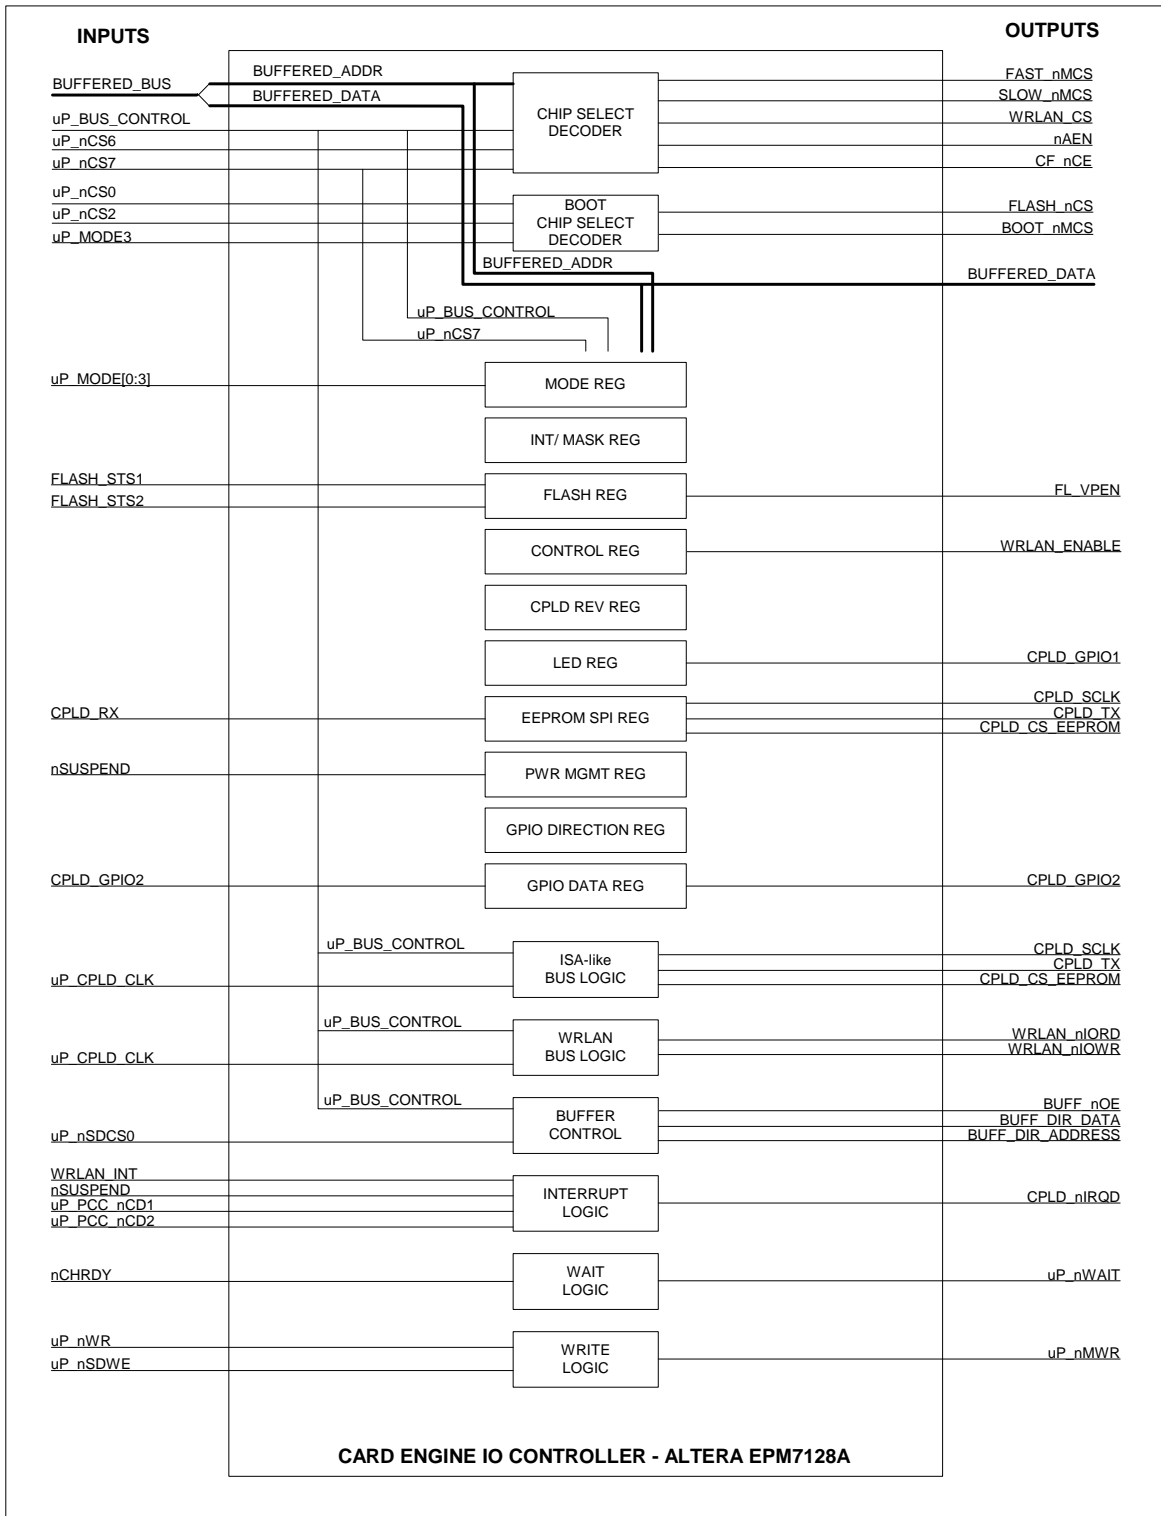 INPUTS
OUTPUTS
BUFFERED_BUS
BUFFERED_ADDR
BUFFERED_DATA
uP_BUS_CONTROL
uP_nCS6
uP_nCS7
CHIP SELECT
DECODER
FAST_nMCS
SLOW_nMCS
WRLAN_CS
nAEN
CF_nCE
uP_nCS0
uP_nCS2
uP_MODE3
BOOT
CHIP SELECT
DECODER
FLASH_nCS
BOOT_nMCS
BUFFERED_ADDR
BUFFERED_DATA
uP_BUS_CONTROL
uP_nCS7
uP_MODE[0:3]
MODE REG
INT/ MASK REG
FLASH_STS1
FLASH_STS2
FLASH REG
FL_VPEN
CONTROL REG
WRLAN_ENABLE
CPLD REV REG
LED REG
CPLD_GPIO1
CPLD_RX
EEPROM SPI REG
CPLD_SCLK
CPLD_TX
CPLD_CS_EEPROM
nSUSPEND
PWR MGMT REG
GPIO DIRECTION REG
CPLD_GPIO2
GPIO DATA REG
CPLD_GPIO2
uP_BUS_CONTROL
uP_CPLD_CLK
ISA-like
BUS LOGIC
CPLD_SCLK
CPLD_TX
CPLD_CS_EEPROM
uP_BUS_CONTROL
uP_CPLD_CLK
WRLAN
BUS LOGIC
WRLAN_nIORD
WRLAN_nIOWR
uP_BUS_CONTROL
uP_nSDCS0
BUFFER
CONTROL
BUFF_nOE
BUFF_DIR_DATA
BUFF_DIR_ADDRESS
WRLAN_INT
nSUSPEND
uP_PCC_nCD1
uP_PCC_nCD2
INTERRUPT
LOGIC
CPLD_nIRQD
nCHRDY
WAIT
LOGIC
uP_nWAIT
uP_nWR
uP_nSDWE
WRITE
LOGIC
uP_nMWR
CARD ENGINE IO CONTROLLER - ALTERA EPM7128A